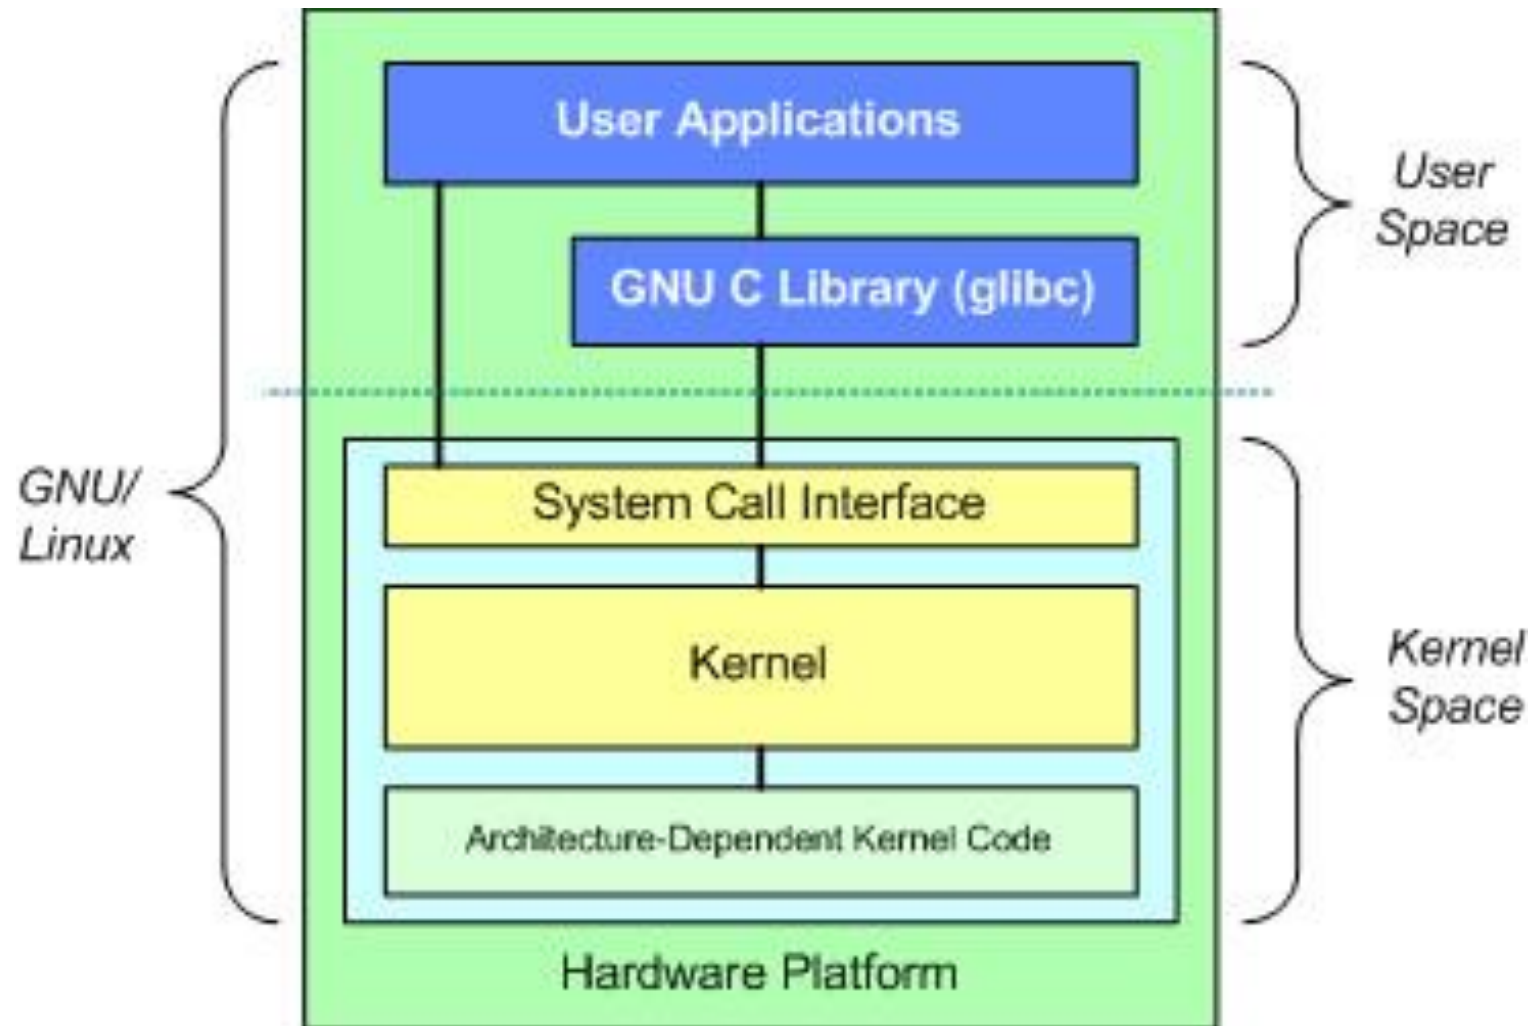 User Applications
GNU C Library (glibc)
User
Space
GNU/
Linux
System Call Interface
Kernel
Kernel
Space
Architecture-Dependent Kernel Code
Hardware Platform